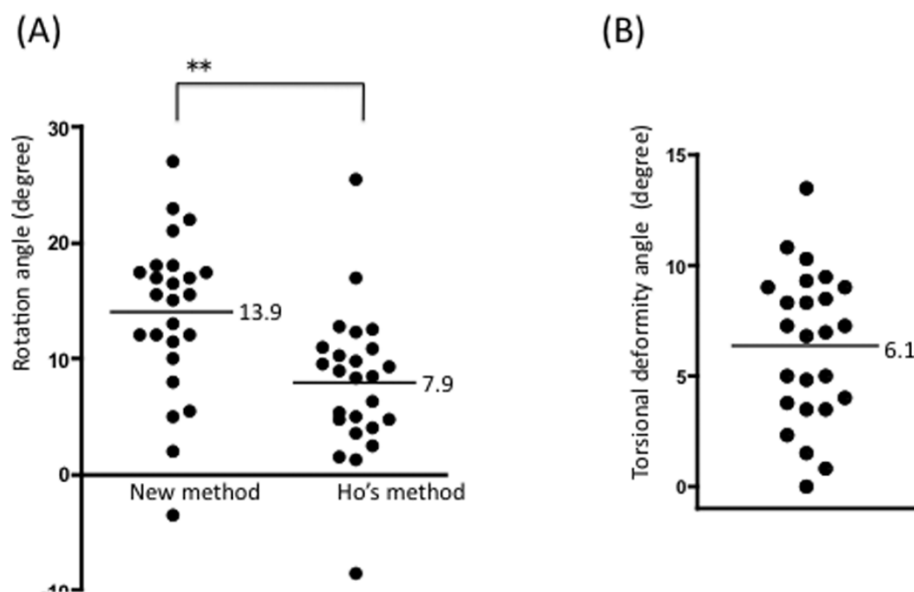 (A)
**
Rotation angle (degree)
30
20
10
0
-10
13.9
7.9
New method
Ho's method
(B)
Torsional deformity angle (degree)
15
10
5
0
6.1